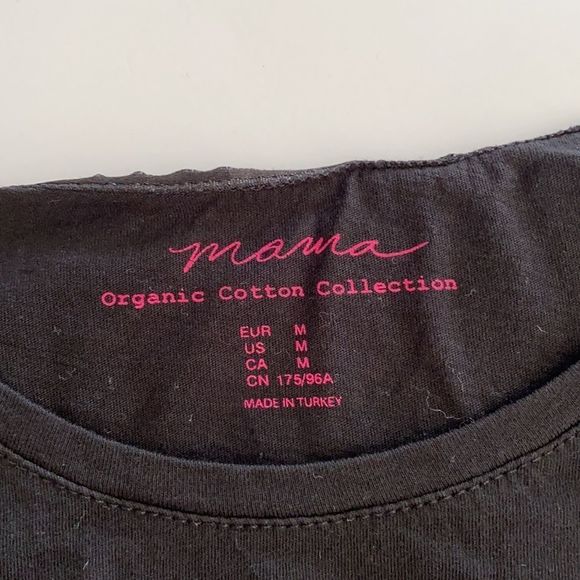 mama
Organic Cotton Collection
EUR M
US M
CA M
CN 175/96A
MADE IN TURKEY